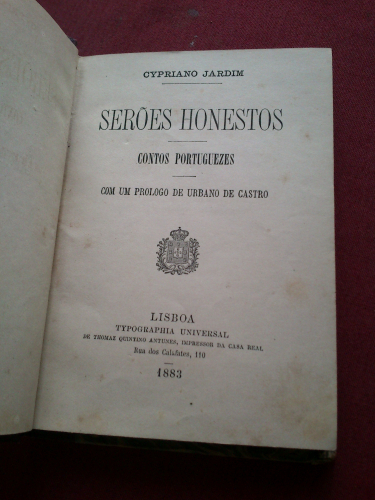 CYPRIANO JARDIM
SERÕES HONESTOS
CONTOS PORTUGUEZES
COM UM PROLOGO DE URBANO DE CASTRO
LISBOA
TYPOGRAPHIA UNIVERSAL
DE THOMAZ QUINTINO ANTUNES, IMPRESSOR DA CASA REAL
Rua dos Calafates, 110
1883